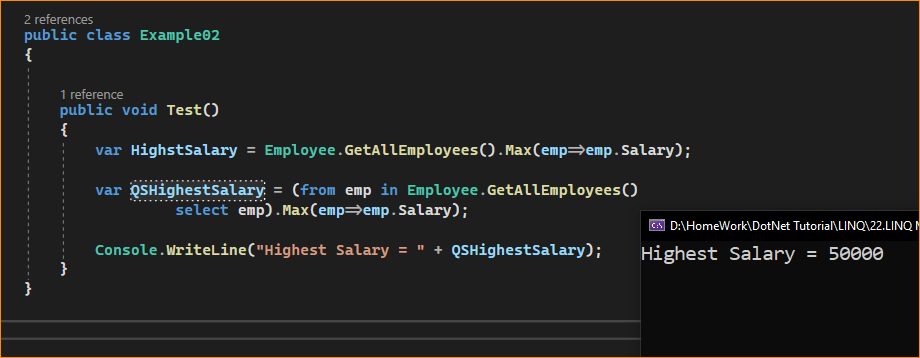 2 references
public class Example02
{
1 reference
public void Test()
{
var HighstSalary = Employee.GetAllEmployees().Max(emp=>emp.Salary);
var QSHighestSalary = (from emp in Employee.GetAllEmployees()
select emp).Max(emp=>emp.Salary);
Console.WriteLine("Highest Salary = " + QSHighestSalary);
}
}
D:\HomeWork\DotNet Tutorial\LINQ\22.LINQ M
Highest Salary = 50000